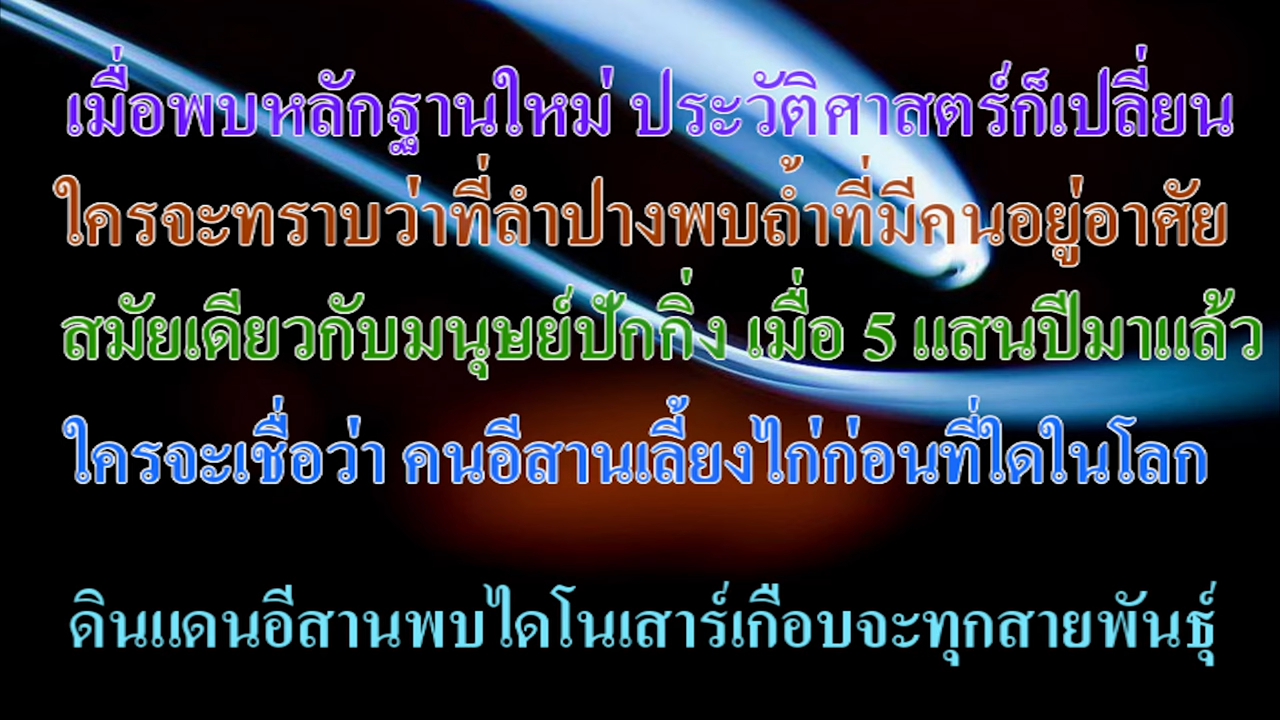 เมื่อพบหลักฐานใหม่ ประวัติศาสตร์ก็เปลี่ยน
ใครจะทราบว่าที่ลำปางพบถ้ำที่มีคนอยู่อาศัย
สมัยเดียวกับมนุษย์ปักกิ่ง เมื่อ 5 แสนปีมาแล้ว
ใครจะเชื่อว่า คนอีสานเลี้ยงไก่ก่อนที่ใดในโลก
ดินแดนอีสานพบไดโนเสาร์เกือบจะทุกสายพันธุ์